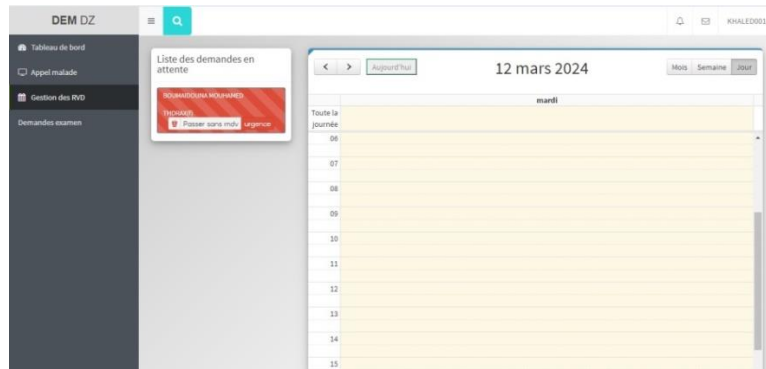 DEM DZ
KHALED001
Tableau de bord
Appel malade
Gestion des RVD
Demandes examen
Liste des demandes en
attente
THORAX(F)
Passer sans rndv urgence
Aujourd'hui
12 mars 2024
Mois Semaine Jour
mardi
Toute la
journée
06
07
08
09
10
11
12
13
14
15